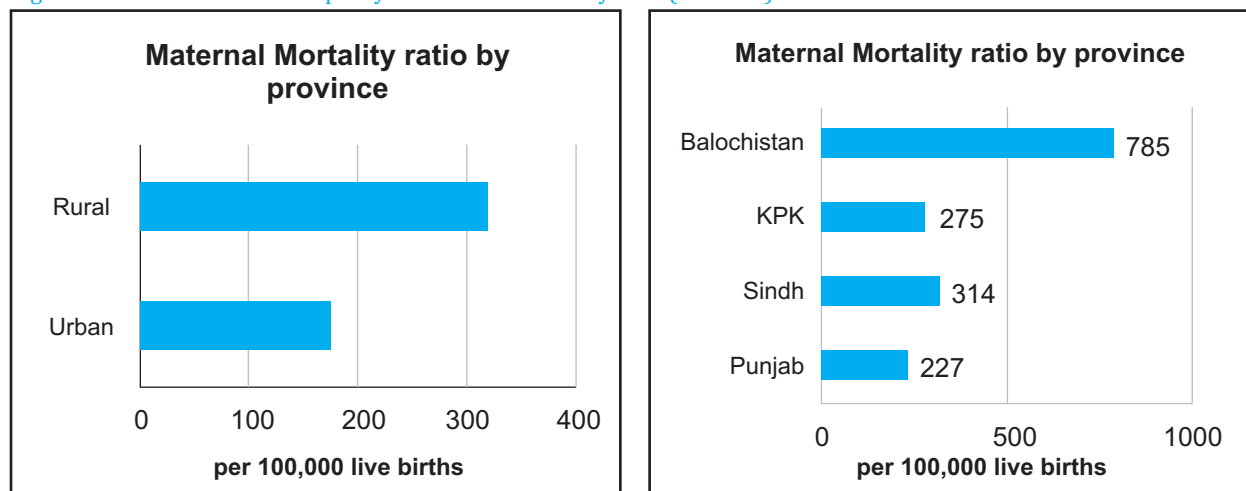 Maternal Mortality ratio by
province
Rural
Urban
0 100 200 300 400
per 100,000 live births
Maternal Mortality ratio by province
Balochistan 785
KPK 275
Sindh 314
Punjab 227
0 500 1000
per 100,000 live births